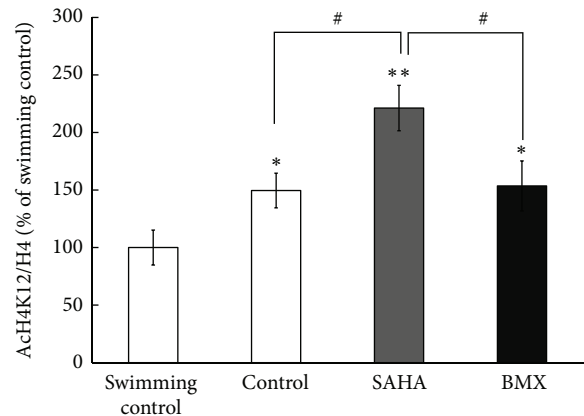 #
#
300
250
200
150
100
50
0
**
*
*
AcH4K12/H4 (% of swimming control)
Swimming control
Control
SAHA
BMX